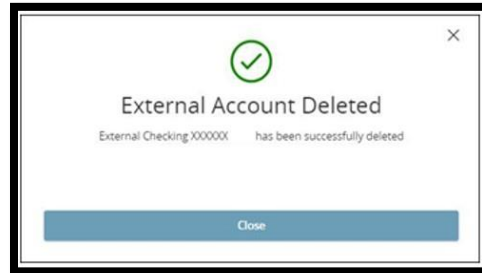 External Account Deleted
External Checking XXXXXX has been successfully deleted
Close